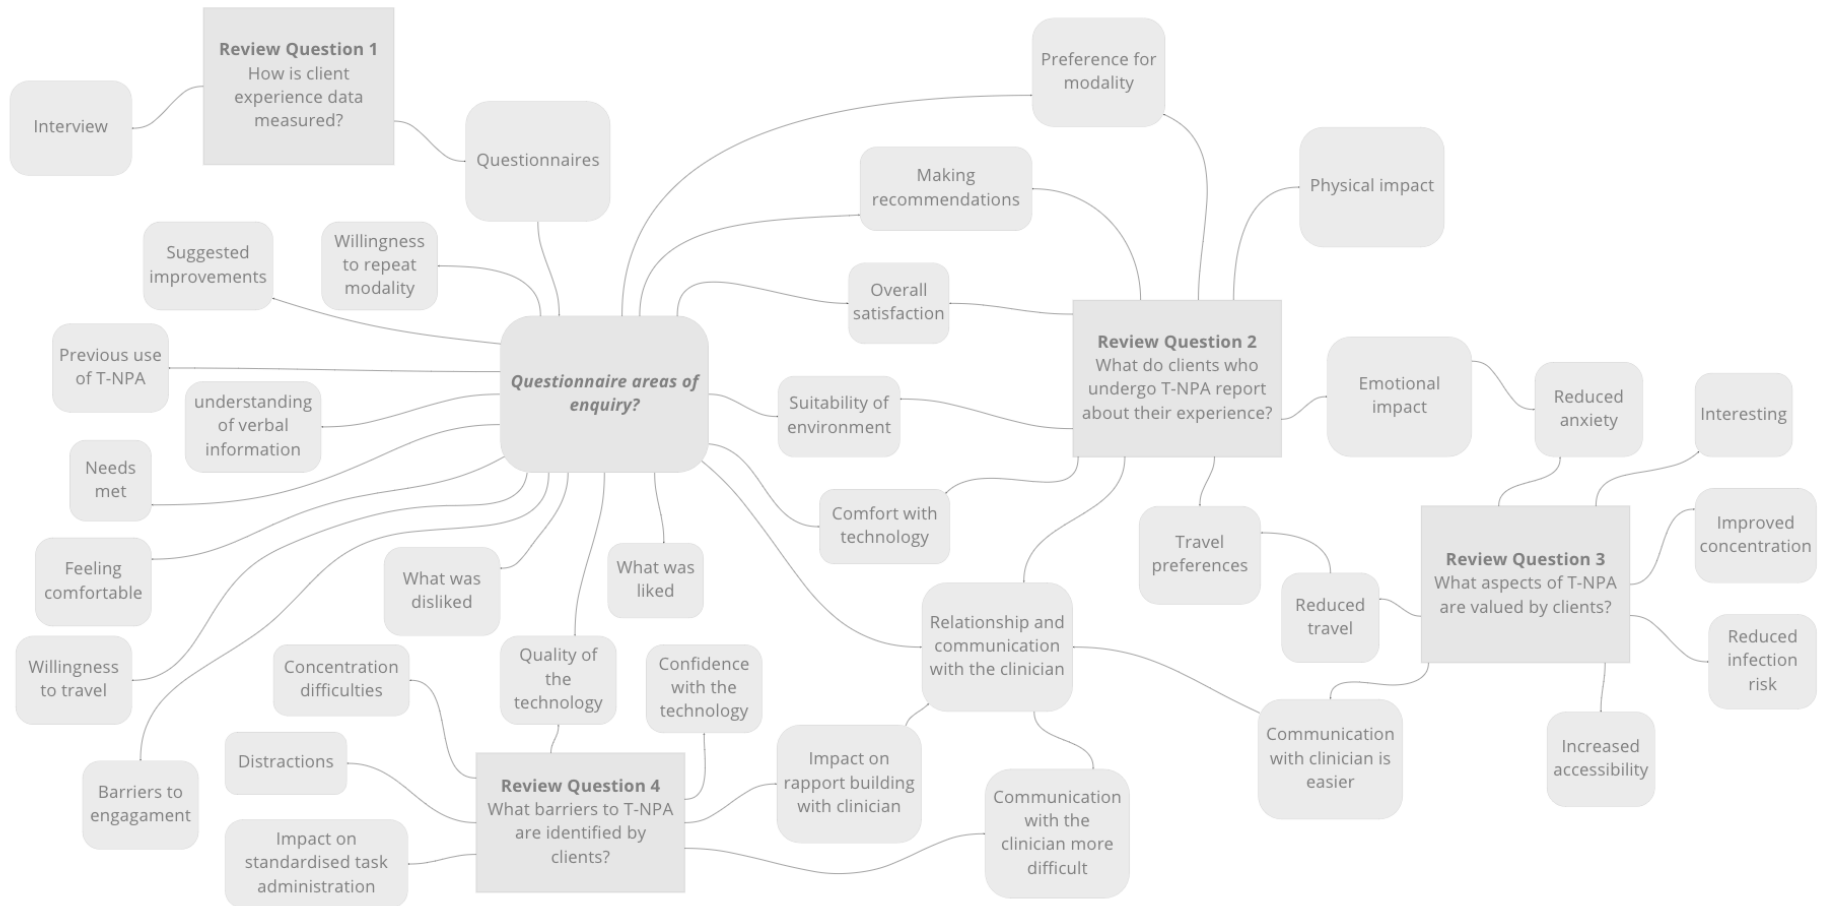 Review Question 1
How is client
experience data
measured?
Interview
Questionnaires
Preference for
modality
Making
recommendations
Physical impact
Suggested
improvements
Willingness
to repeat
modality
Overall
satisfaction
Previous use
of T-NPA
understanding
of verbal
information
Questionnaire areas of
enquiry?
Suitability of
environment
Review Question 2
What do clients who
undergo T-NPA report
about their experience?
Emotional
impact
Reduced
anxiety
Interesting
Needs
met
Comfort with
technology
Travel
preferences
Review Question 3
What aspects of T-NPA
are valued by clients?
Improved
concentration
Feeling
comfortable
What was
disliked
What was
liked
Relationship and
communication
with the clinician
Reduced
travel
Reduced
infection
risk
Willingness
to travel
Concentration
difficulties
Quality of
the
technology
Confidence
with the
technology
Communication
with clinician is
easier
Increased
accessibility
Barriers to
engagament
Distractions
Review Question 4
What barriers to T-NPA
are identified by
clients?
Impact on
rapport building
with clinician
Communication
with the
clinician more
difficult
Impact on
standardised task
administration